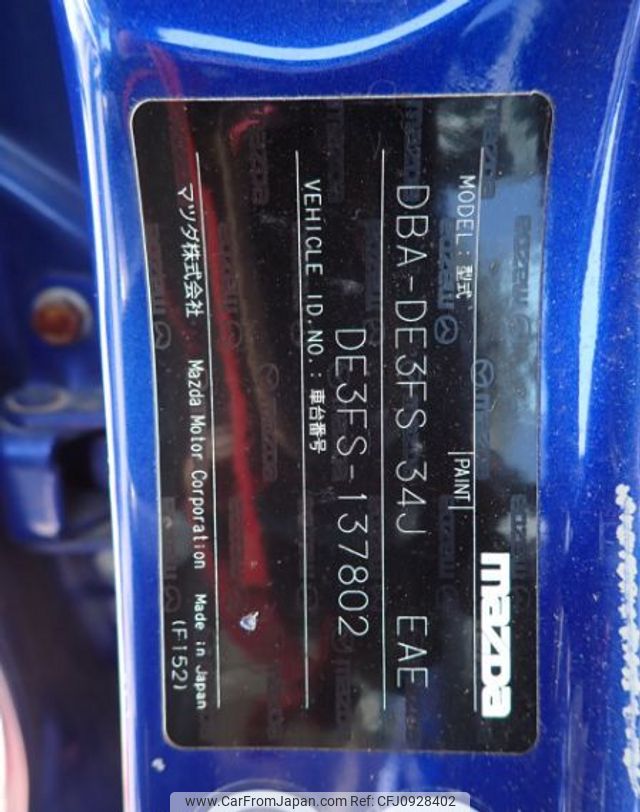 mazda
MODEL : 型式 PAINT
DBA-DE3FS 34J EAE
VEHICLE ID.NO. : 車台番号
DE3FS-137802
マツダ株式会社 Mazda Motor Corporation Made in Japan
(F152)
www.CarFromJapan.com Ref:CFJ0928402